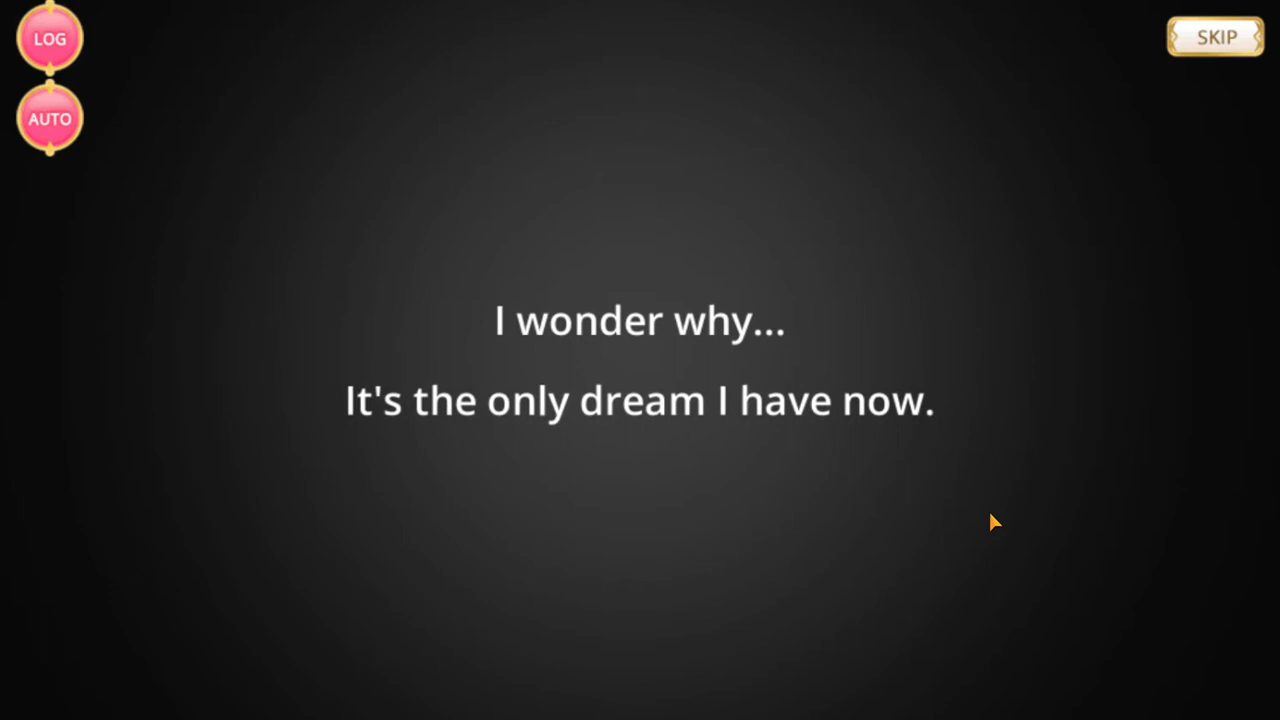 LOG
SKIP
AUTO
I wonder why...
It's the only dream I have now.